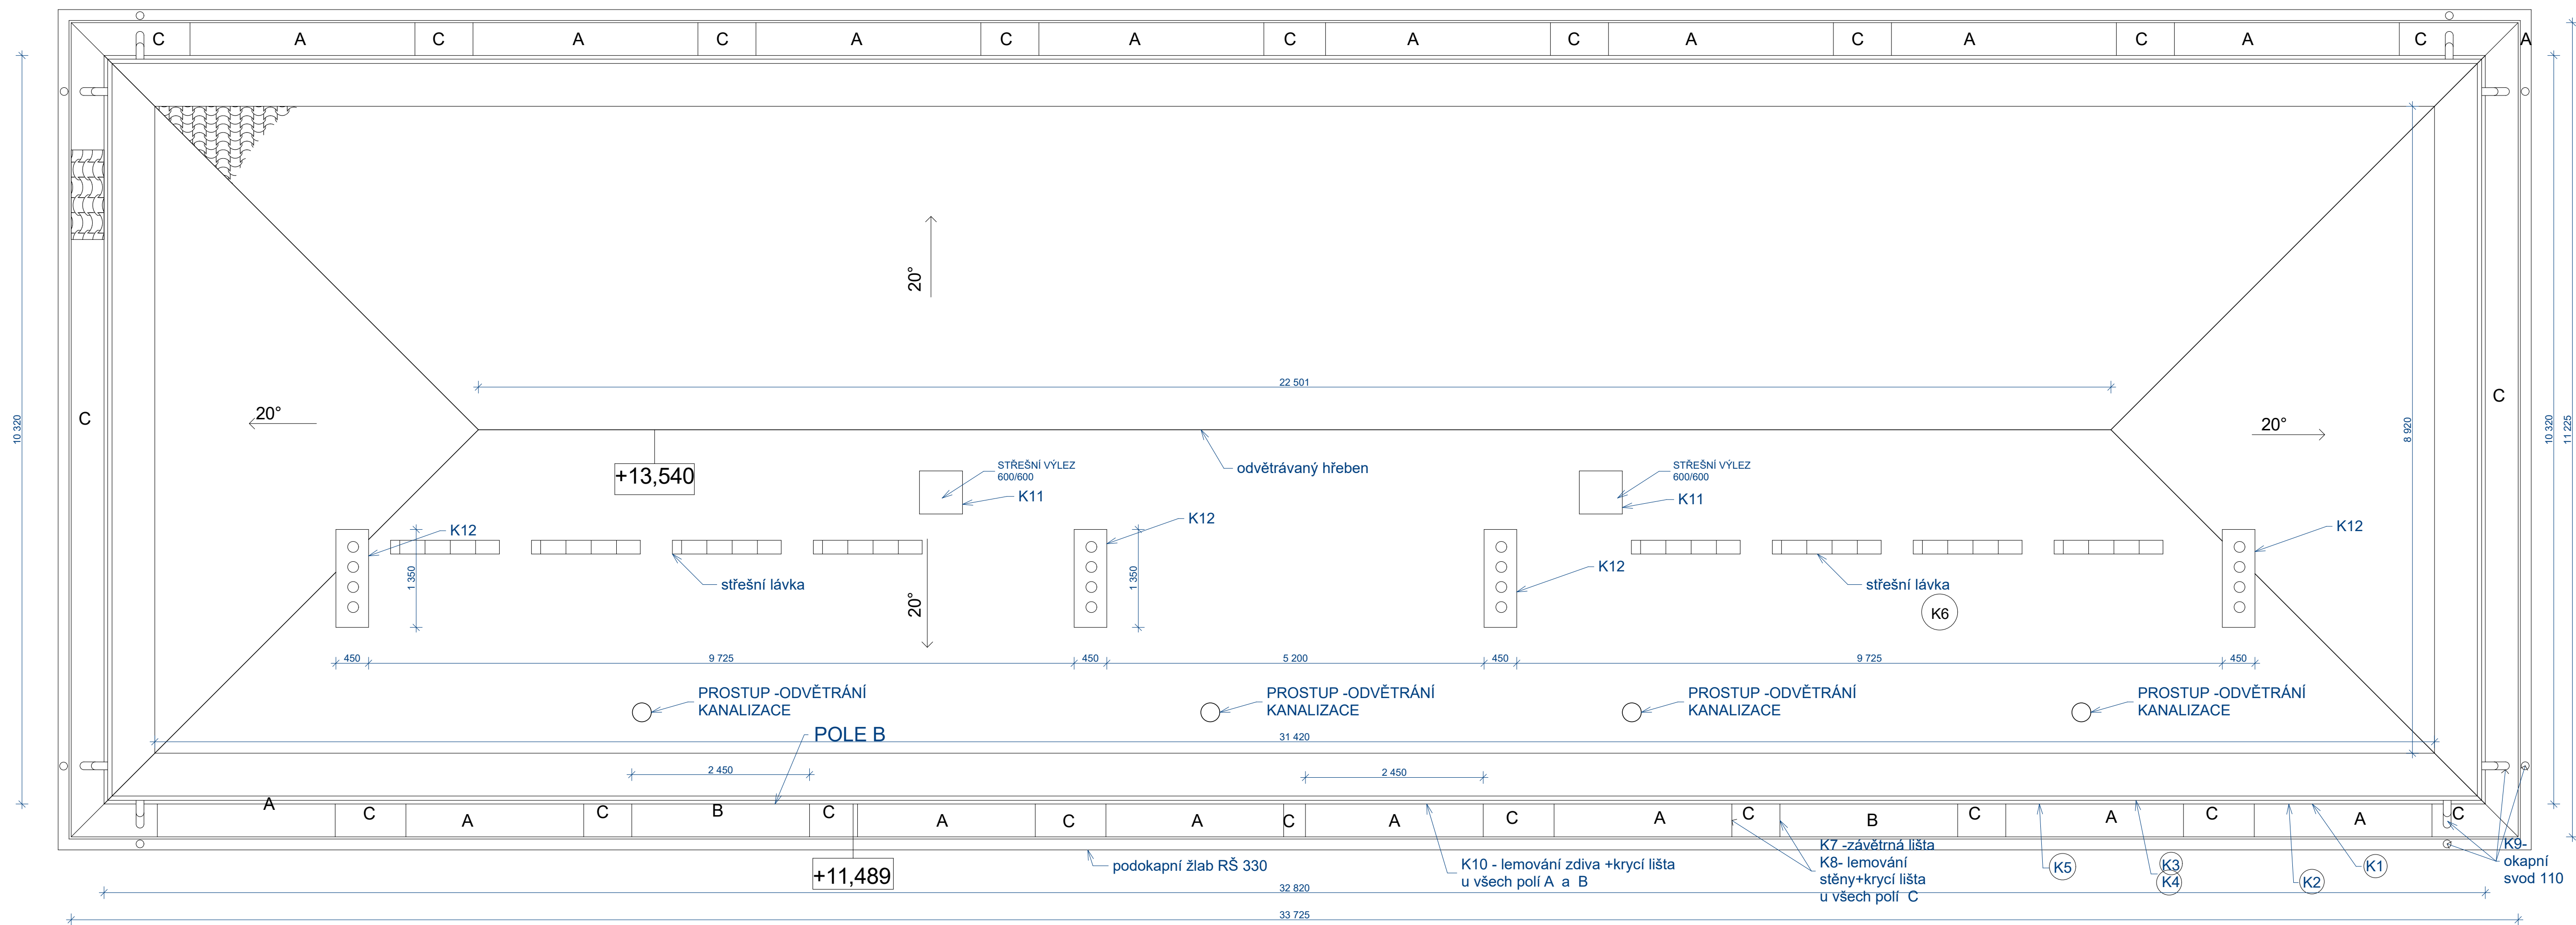 C A C A C A C A C A C A C A C A C A
10 320
C
20°
22 501
20°
20°
C
8 920
10 320
11 225
+13,540
odvětrávaný hřeben
STŘEŠNÍ VÝLEZ
600/600
K11
STŘEŠNÍ VÝLEZ
600/600
K11
K12
K12
K12
K12
1 350
1 350
střešní lávka
střešní lávka
20°
K6
450
9 725
450
5 200
450
9 725
450
PROSTUP -ODVĚTRÁNÍ
KANALIZACE
PROSTUP -ODVĚTRÁNÍ
KANALIZACE
PROSTUP -ODVĚTRÁNÍ
KANALIZACE
PROSTUP -ODVĚTRÁNÍ
KANALIZACE
POLE B
31 420
2 450
2 450
A C A C B C A C A C A C A C B C A C A C
podokapní žlab RŠ 330
+11,489
K10 - lemování zdiva +krycí lišta
u všech polí A a B
K7 -závětrná lišta
K8- lemování
stěny+krycí lišta
u všech polí C
K5
K3
K4
K2
K1
K9-
okapní
svod 110
32 820
33 725